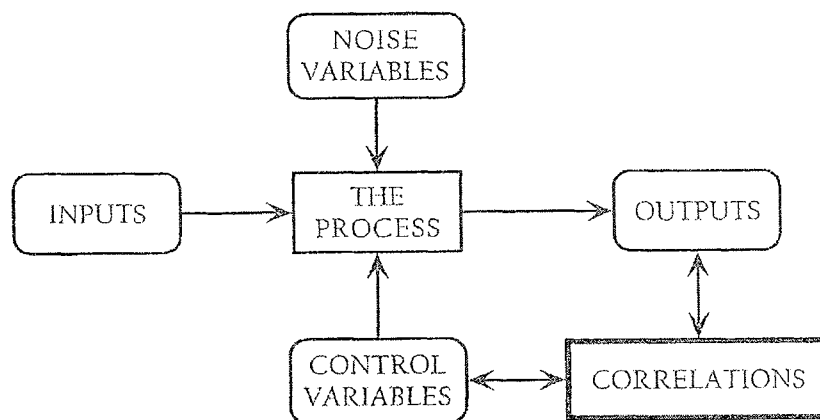 NOISE
VARIABLES
INPUTS
THE
PROCESS
OUTPUTS
CONTROL
VARIABLES
CORRELATIONS